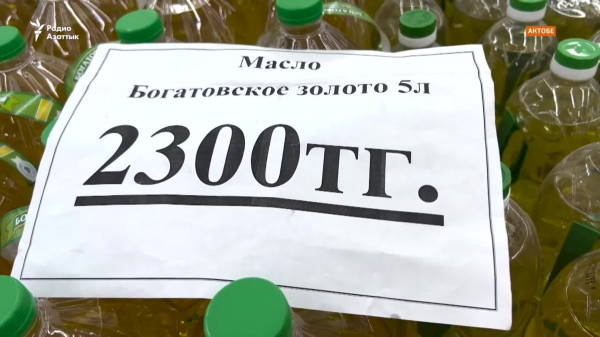 Радио
Азаттык
АКТОБЕ
Масло
Богатовское золото 5л
2300тг.